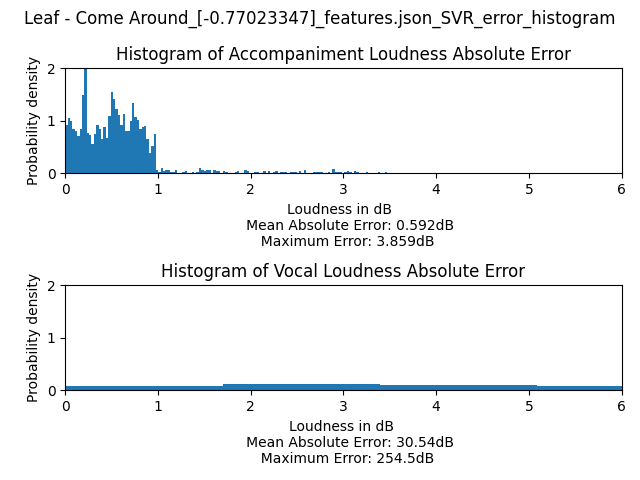 Leaf - Come Around_[-0.77023347]_features.json_SVR_error_histogram
Histogram of Accompaniment Loudness Absolute Error
Probability density
2
1
0
0 1 2 3 4 5 6
Loudness in dB
Mean Absolute Error: 0.592dB
Maximum Error: 3.859dB
Histogram of Vocal Loudness Absolute Error
Probability density
2
1
0
0 1 2 3 4 5 6
Loudness in dB
Mean Absolute Error: 30.54dB
Maximum Error: 254.5dB